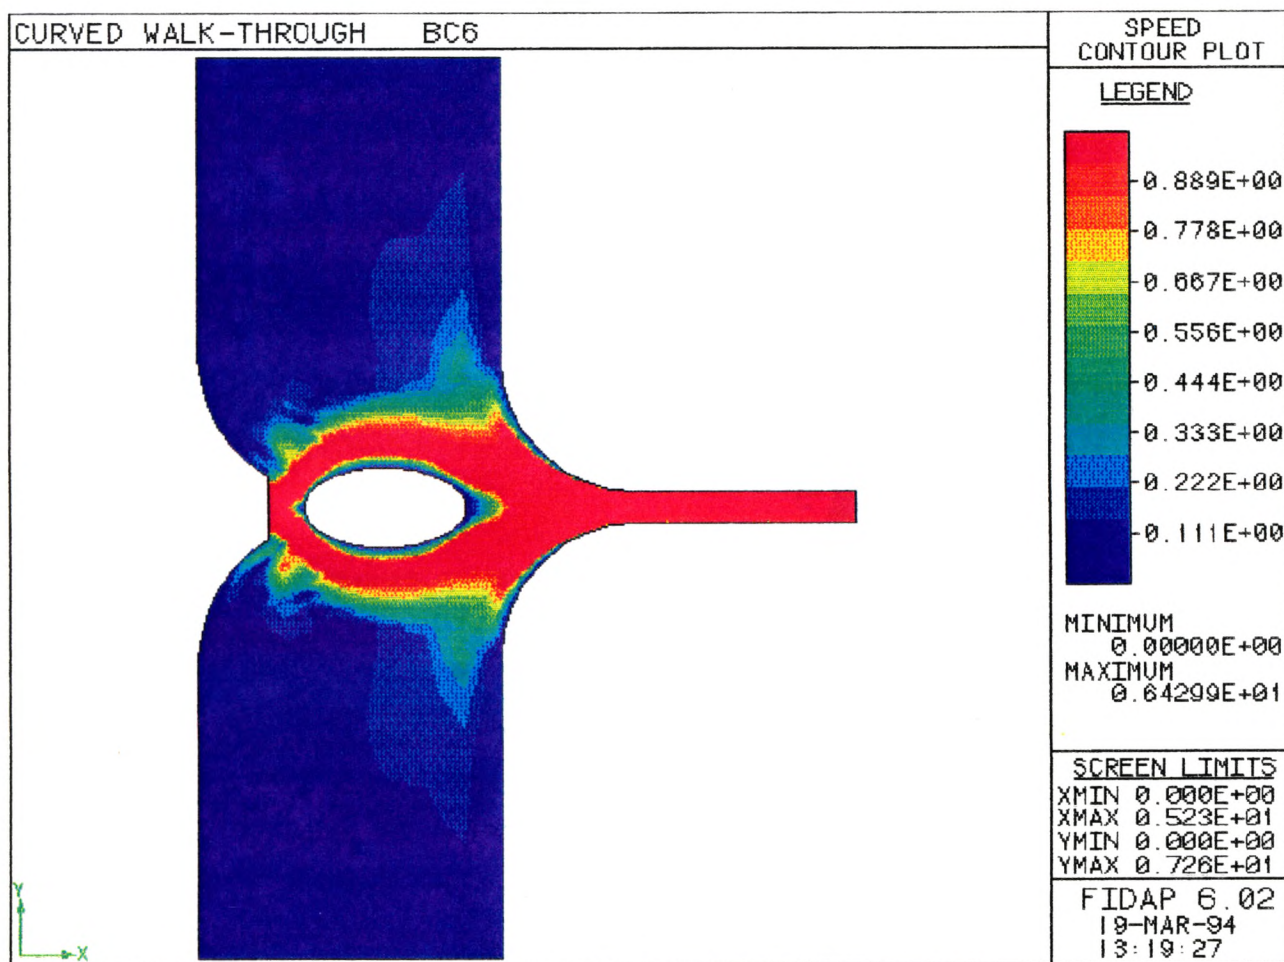 CURVED WALK-THROUGH BC6
SPEED
CONTOUR PLOT
LEGEND
0.889E+00
0.778E+00
0.667E+00
0.556E+00
0.444E+00
0.333E+00
0.222E+00
0.111E+00
MINIMUM
0.00000E+00
MAXIMUM
0.64299E+01
SCREEN LIMITS
XMIN 0.000E+00
XMAX 0.523E+01
YMIN 0.000E+00
YMAX 0.726E+01
FIDAP 6.02
19-MAR-94
13:19:27
Y
X